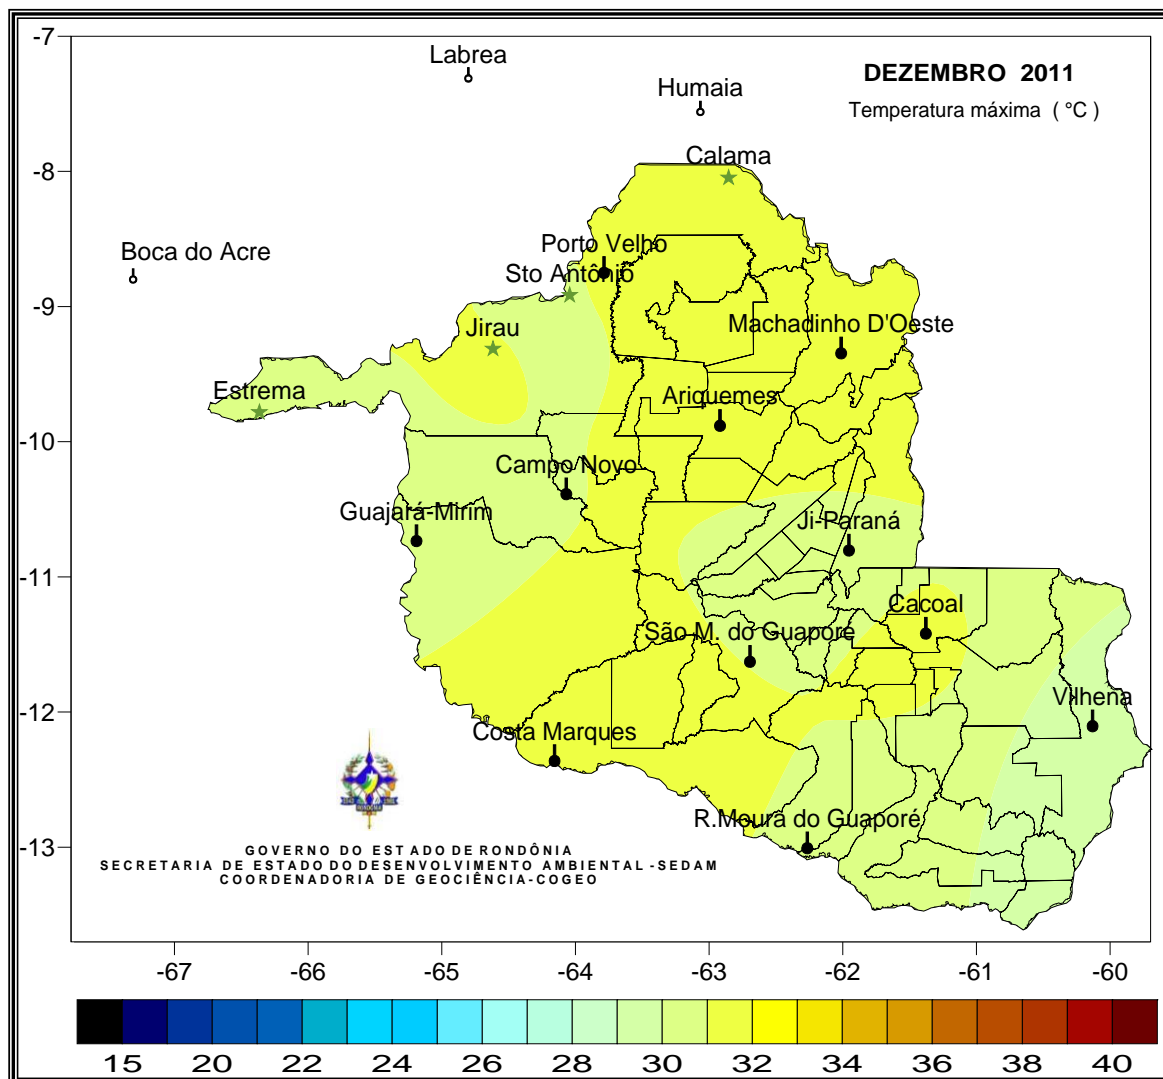 -7
Labrea
DEZEMBRO 2011
Humaia
Temperatura máxima ( °C )
Calama
-8
Boca do Acre
Porto Velho
Sto Antônio
-9
Jirau
Machadinho D'Oeste
Estrema
Ariquemes
-10
Campo Novo
Guajará-Mirim
Ji-Paraná
-11
Cacoal
São M. do Guaporé
Vilhena
-12
Costa Marques
R.Moura do Guaporé
-13
GOVERNO DO ESTADO DE RONDÔNIA
SECRETARIA DE ESTADO DO DESENVOLVIMENTO AMBIENTAL -SEDAM
COORDENADORIA DE GEOCIÊNCIA-COGEO
-67 -66 -65 -64 -63 -62 -61 -60
15 20 22 24 26 28 30 32 34 36 38 40